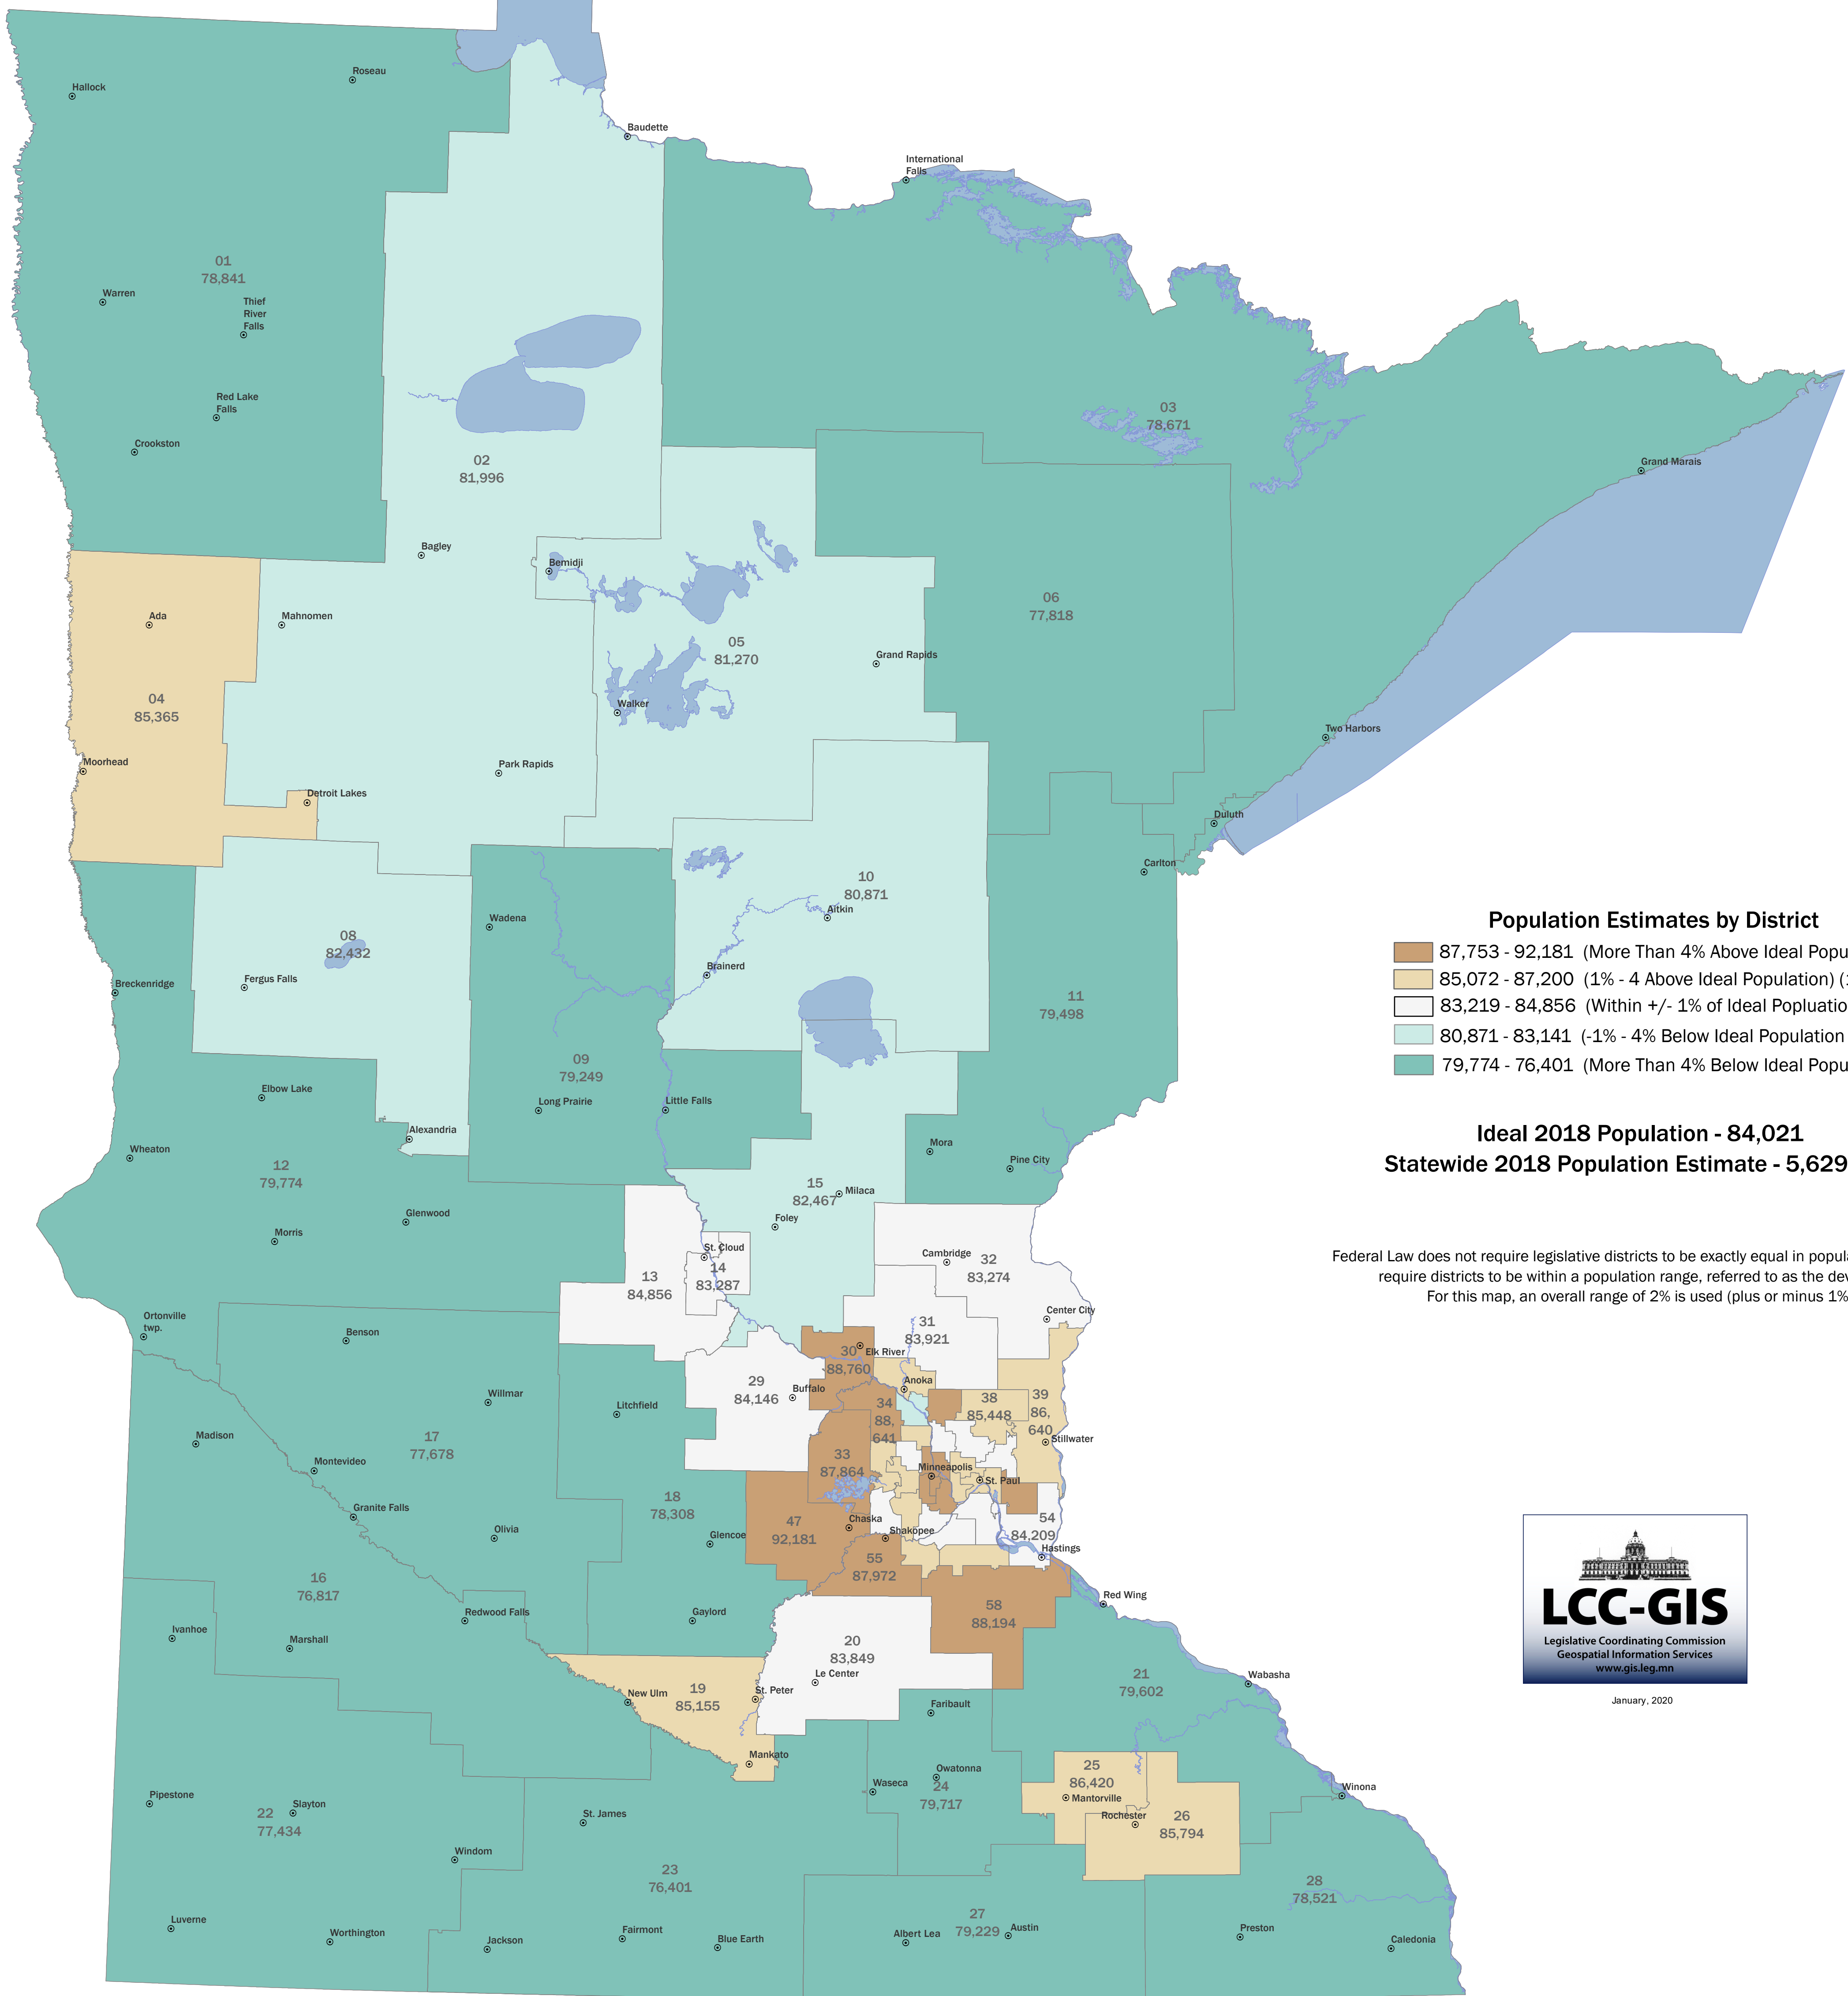 Roseau
Hallock
Baudette
International
Falls
01
78,841
Warren
Thief
River
Falls
Red Lake
Falls
Crookston
03
78,671
02
81,996
Grand Marais
Bagley
Bemidji
Ada
Mahnomen
06
77,818
05
81,270
Grand Rapids
04
85,365
Walker
Two Harbors
Moorhead
Park Rapids
Detroit Lakes
Duluth
Carlton
10
80,871
Aitkin
Wadena
08
82,432
Brainerd
Fergus Falls
Breckenridge
11
79,498
09
79,249
Elbow Lake
Long Prairie
Little Falls
Alexandria
Mora
Wheaton
Pine City
12
79,774
15
82,467
Milaca
Glenwood
Foley
Morris
St. Cloud
14
83,287
13
84,856
Cambridge
32
83,274
Center City
Ortonville
twp.
Benson
31
83,921
30
88,760
Elk River
29
84,146
Buffalo
Anoka
Willmar
Litchfield
34
88,
641
38
85,448
39
86,
640
Stillwater
Madison
17
77,678
Montevideo
33
87,864
Minneapolis
St. Paul
Granite Falls
18
78,308
Olivia
Glencoe
47
92,181
Chaska
Shakopee
54
84,209
Hastings
55
87,972
16
76,817
Redwood Falls
Gaylord
58
88,194
Red Wing
Ivanhoe
Marshall
20
83,849
Le Center
21
79,602
Wabasha
New Ulm
19
85,155
St. Peter
Faribault
Mankato
25
86,420
Mantorville
Owatonna
24
79,717
Waseca
Winona
Pipestone
Slayton
22
77,434
St. James
Rochester
26
85,794
Windom
23
76,401
28
78,521
Luverne
Worthington
Jackson
Fairmont
Blue Earth
27
79,229
Albert Lea
Austin
Preston
Caledonia
Population Estimates by District
87,753 - 92,181 (More Than 4% Above Ideal Popu
85,072 - 87,200 (1% - 4 Above Ideal Population) (
83,219 - 84,856 (Within +/- 1% of Ideal Popluatio
80,871 - 83,141 (-1% - 4% Below Ideal Population
79,774 - 76,401 (More Than 4% Below Ideal Popu
Ideal 2018 Population - 84,021
Statewide 2018 Population Estimate - 5,629
Federal Law does not require legislative districts to be exactly equal in popula
require districts to be within a population range, referred to as the dev
For this map, an overall range of 2% is used (plus or minus 1%
LCC-GIS
Legislative Coordinating Commission
Geospatial Information Services
www.gis.leg.mn
January, 2020